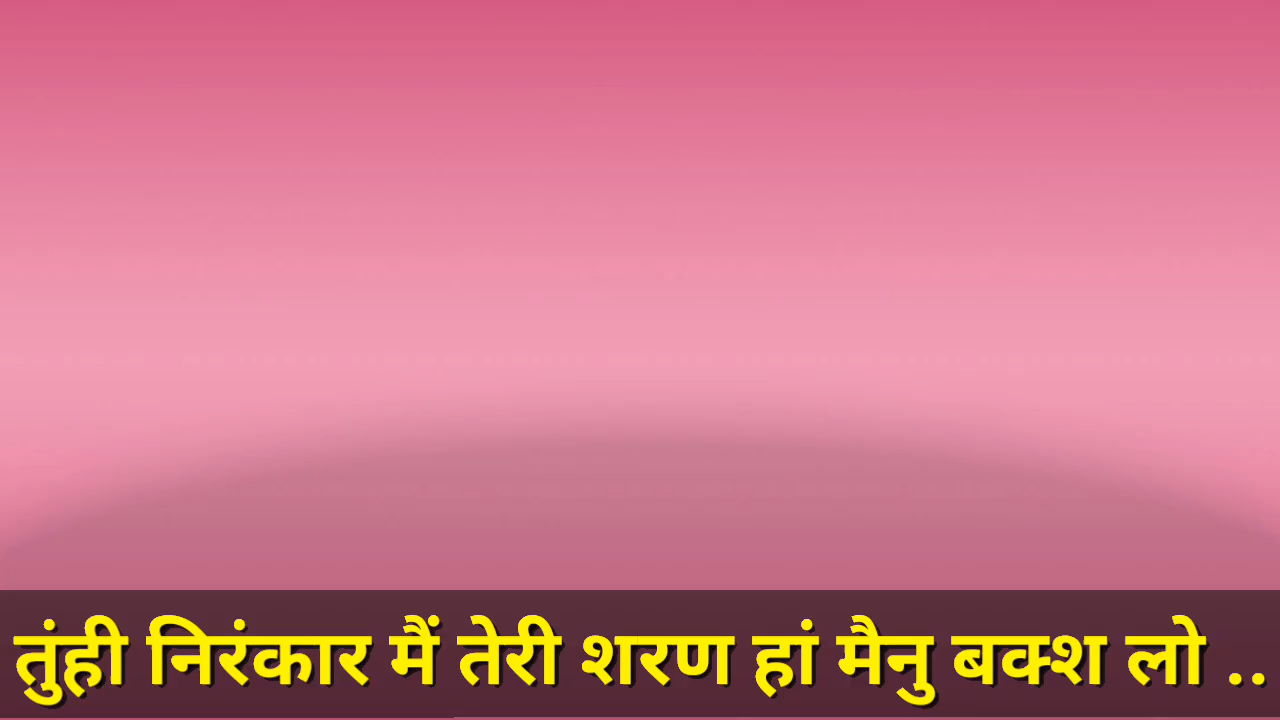 तुंही निरंकार मैं तेरी शरण हां मैनु बक्श लो ..